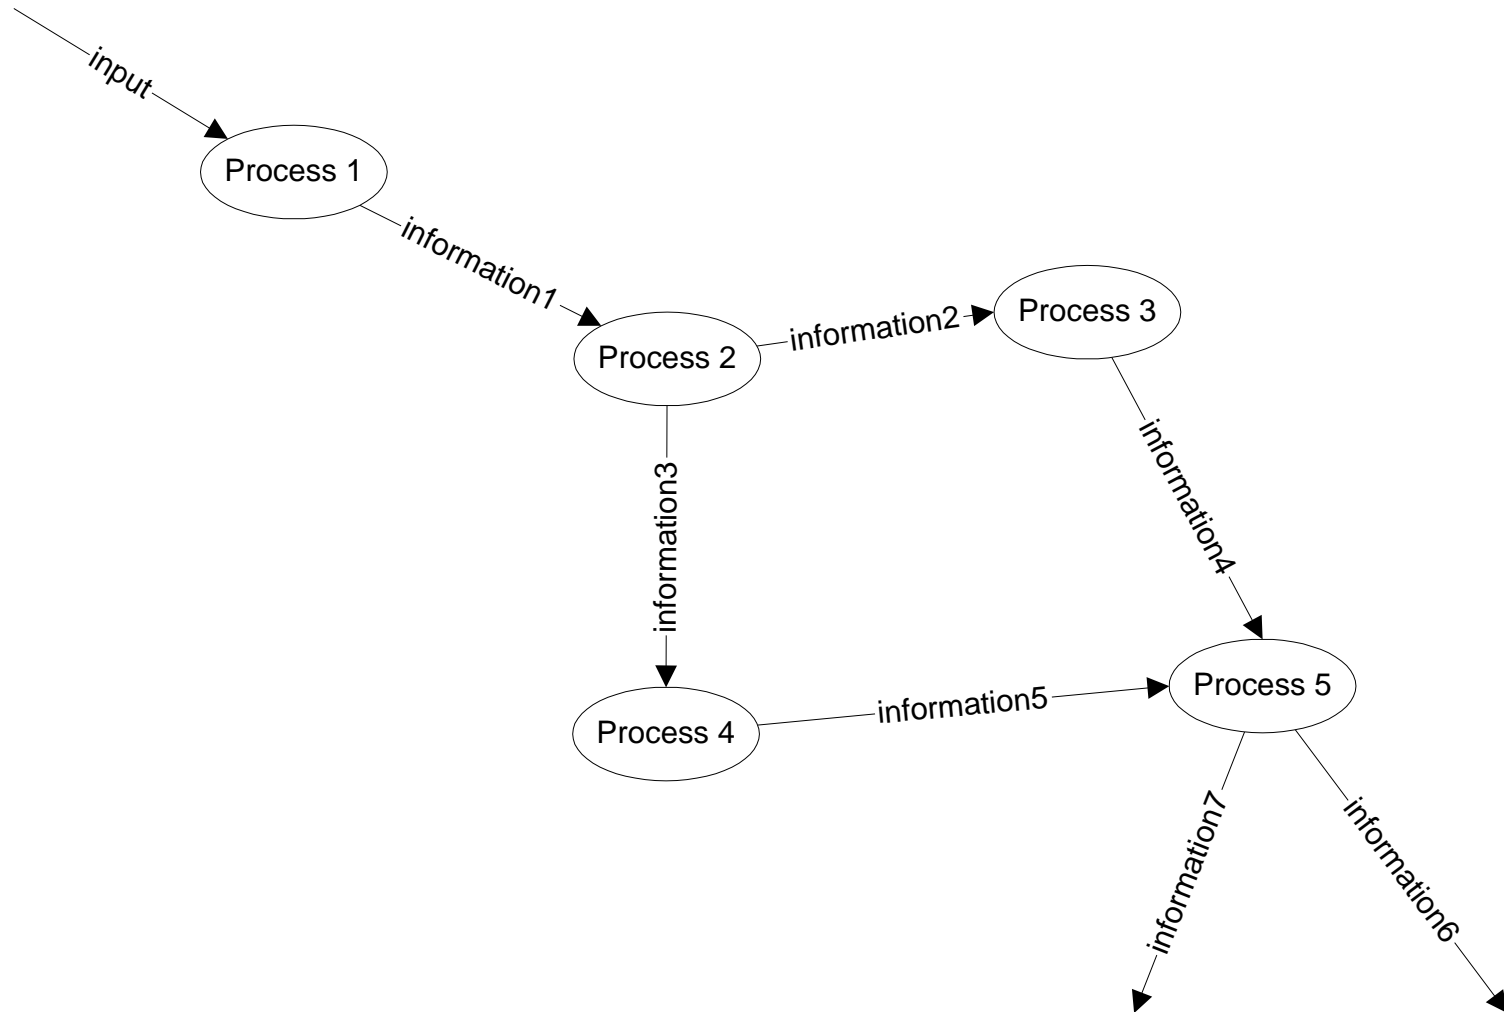 input
Process 1
information1
Process 2
information2
Process 3
information3
information4
Process 4
information5
Process 5
information7
information6